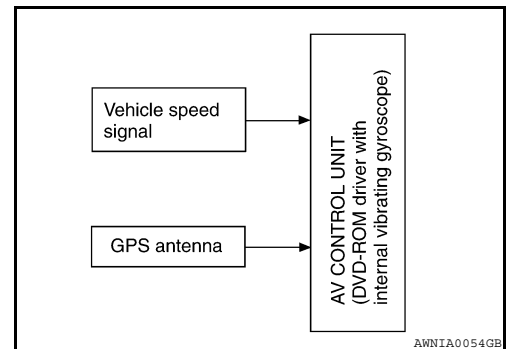 Vehicle speed
signal
GPS antenna
AV CONTROL UNIT
(DVD-ROM driver with
internal vibrating gyroscope)
AWNIA0054GB